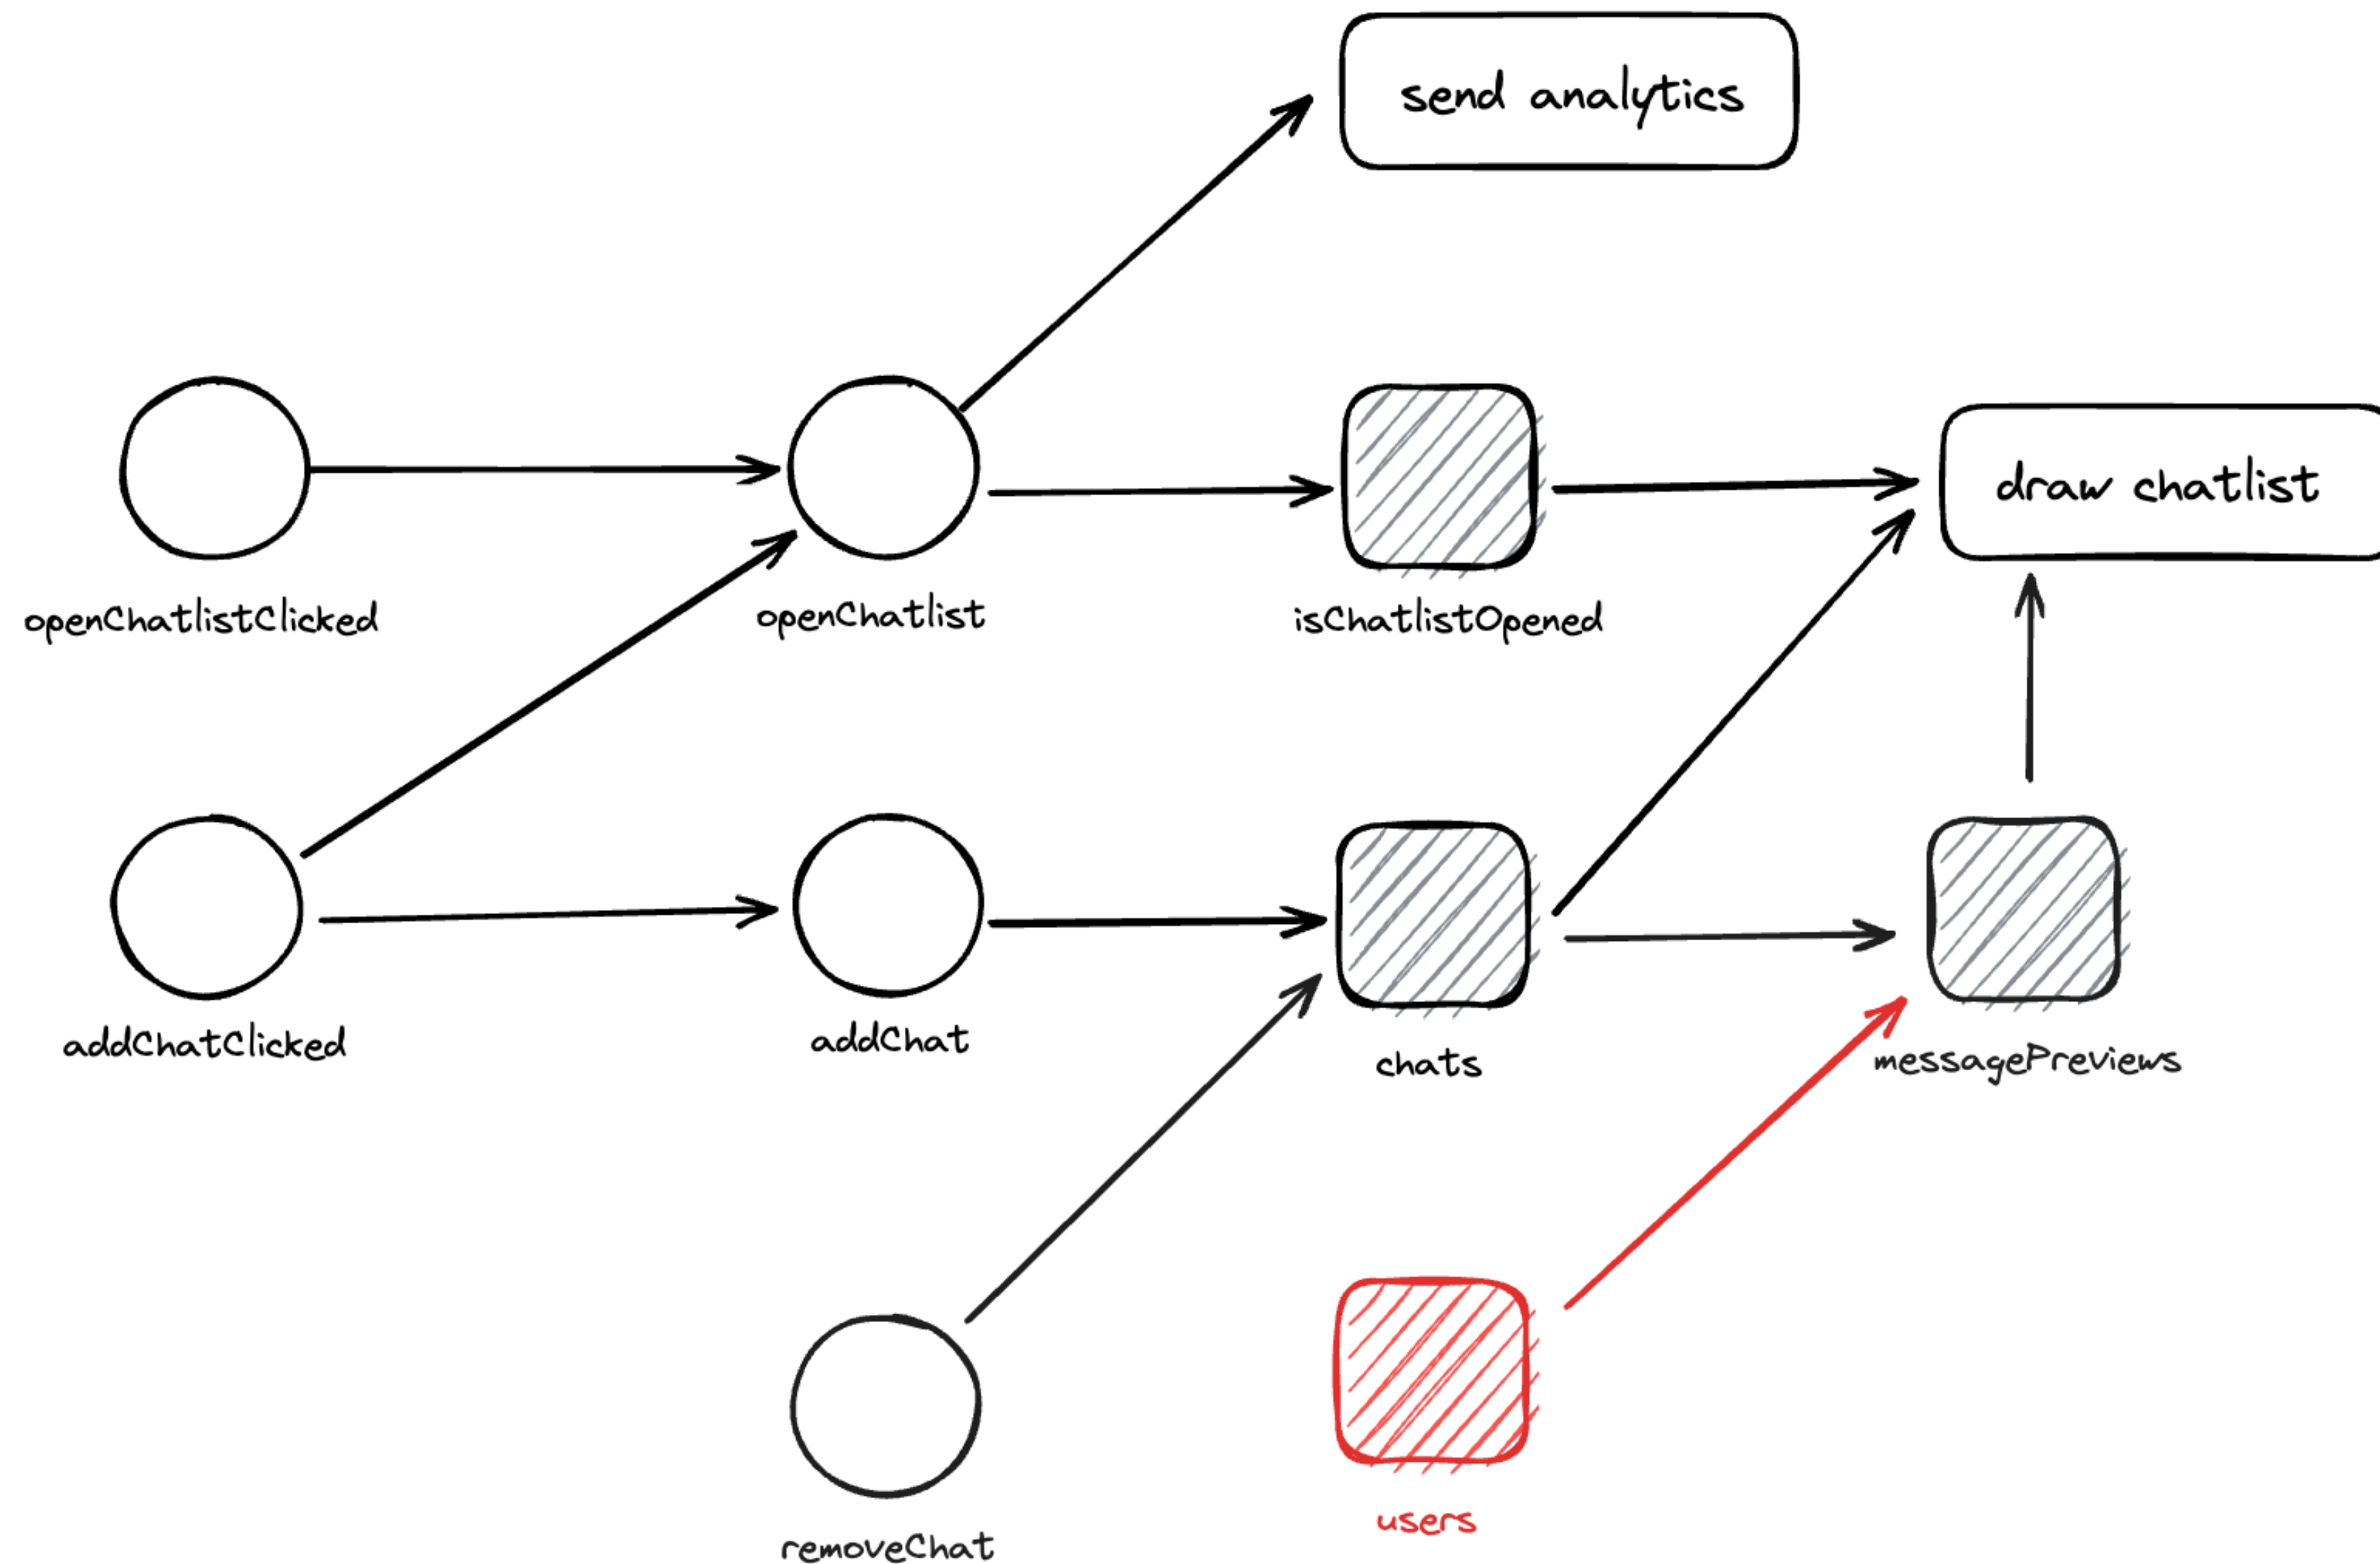 send analytics
draw chatlist
openChatlistClicked
openChatlist
isChatlistOpened
addChatClicked
addChat
chats
messagePreviews
removeChat
users